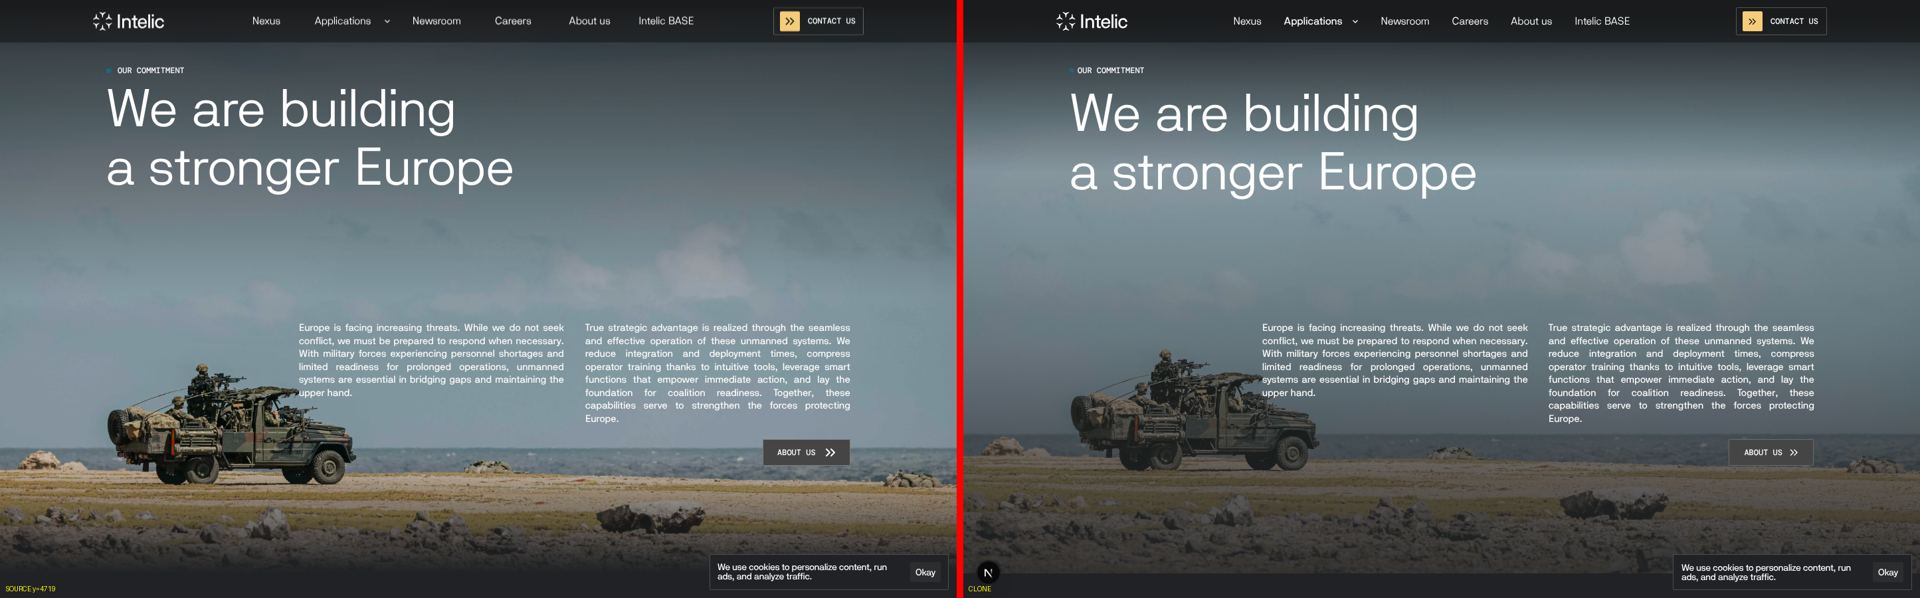 Intelic
Nexus
Applications
Newsroom
Careers
About us
Intelic BASE
CONTACT US
OUR COMMITMENT
We are building
a stronger Europe
Europe is facing increasing threats. While we do not seek
conflict, we must be prepared to respond when necessary.
With military forces experiencing personnel shortages and
limited readiness for prolonged operations, unmanned
systems are essential in bridging gaps and maintaining the
upper hand.
True strategic advantage is realized through the seamless
and effective operation of these unmanned systems. We
reduce integration and deployment times, compress
operator training thanks to intuitive tools, leverage smart
functions that empower immediate action, and lay the
foundation for coalition readiness. Together, these
capabilities serve to strengthen the forces protecting
Europe.
ABOUT US
We use cookies to personalize content, run
ads, and analyze traffic.
Okay
SOURCE y=4719
Intelic
Nexus
Applications
Newsroom
Careers
About us
Intelic BASE
CONTACT US
OUR COMMITMENT
We are building
a stronger Europe
Europe is facing increasing threats. While we do not seek
conflict, we must be prepared to respond when necessary.
With military forces experiencing personnel shortages and
limited readiness for prolonged operations, unmanned
systems are essential in bridging gaps and maintaining the
upper hand.
True strategic advantage is realized through the seamless
and effective operation of these unmanned systems. We
reduce integration and deployment times, compress
operator training thanks to intuitive tools, leverage smart
functions that empower immediate action, and lay the
foundation for coalition readiness. Together, these
capabilities serve to strengthen the forces protecting
Europe.
ABOUT US
N
We use cookies to personalize content, run
ads, and analyze traffic.
Okay
CLONE